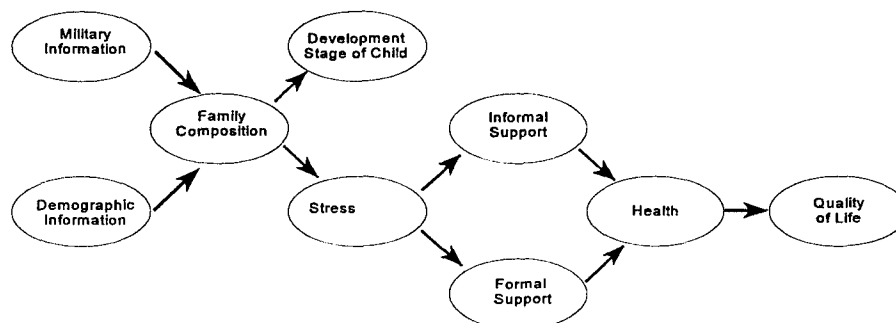 Military
Information
Development
Stage of Child
Family
Composition
Informal
Support
Demographic
Information
Stress
Health
Quality
of Life
Formal
Support